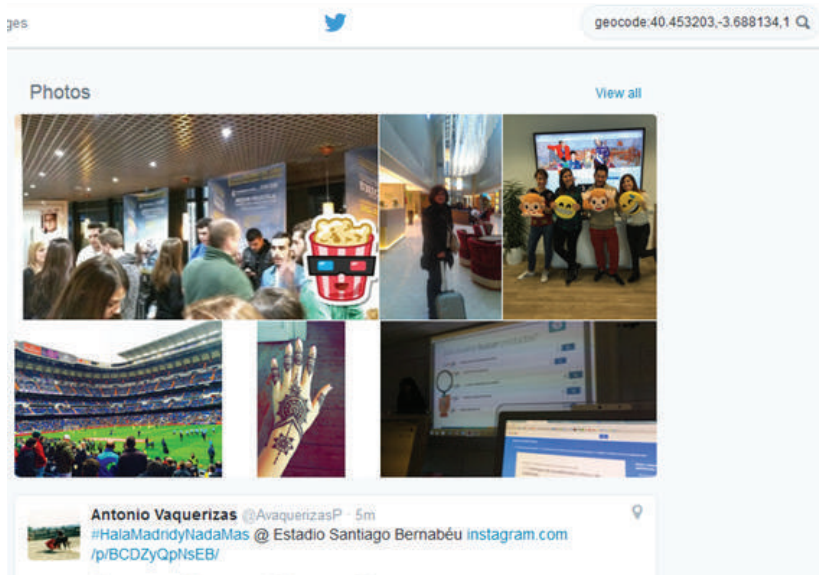 ges
geocode:40.453203,-3.688134,1
Photos
View all
Antonio Vaquerizas @AvaquerizasP · 5m
#HalaMadridyNadaMas @ Estadio Santiago Bernabéu instagram.com
/p/BCDZyQpNsEB/